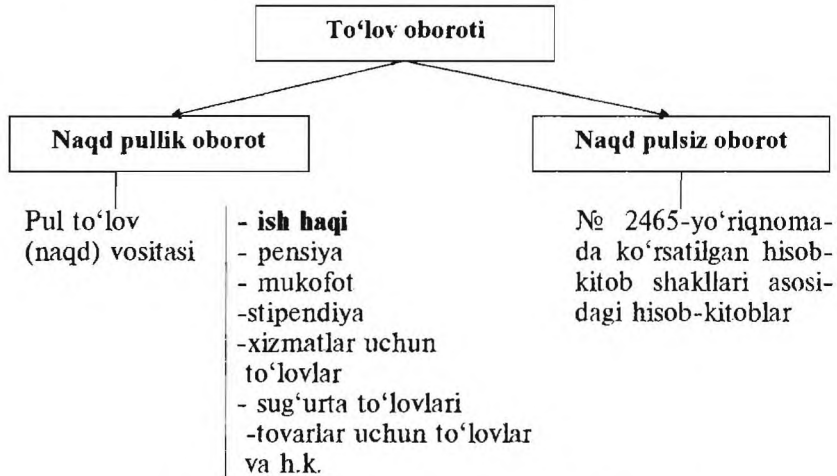 To‘lov oboroti
Naqd pullik oborot
Naqd pulsiz oborot
Pul to‘lov
(naqd) vositasi
- ish haqi
- pensiya
- mukofot
-stipendiya
-xizmatlar uchun
to‘lovlar
- sug‘urta to‘lovlari
-tovarlar uchun to‘lovlar
va h.k.
№ 2465-yo‘riqnoma-
da ko‘rsatilgan hisob-
kitob shakllari asosi-
dagi hisob-kitoblar